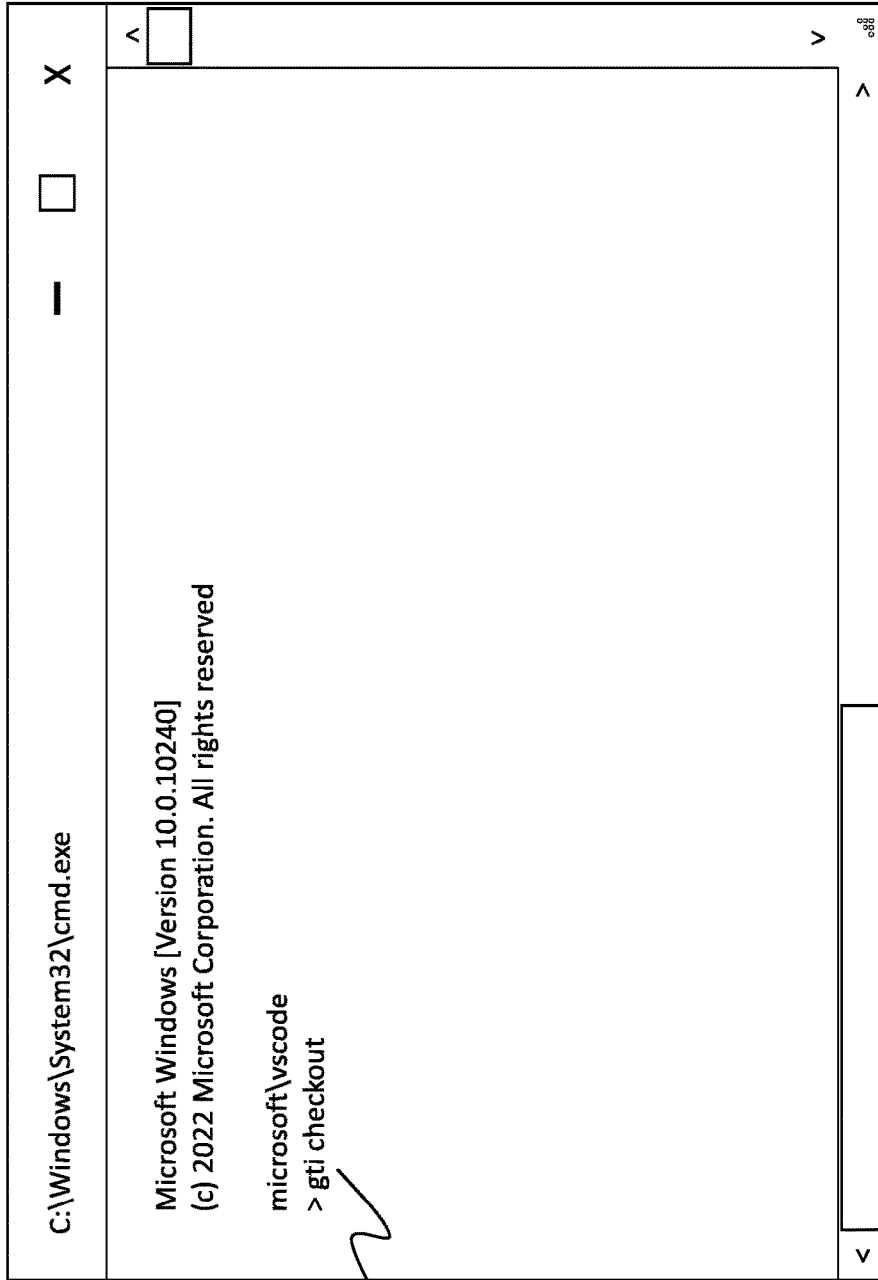 C:\Windows\System32\cmd.exe
Microsoft Windows [Version 10.0.10240]
(c) 2022 Microsoft Corporation. All rights reserved
microsoft\vscode
> gti checkout